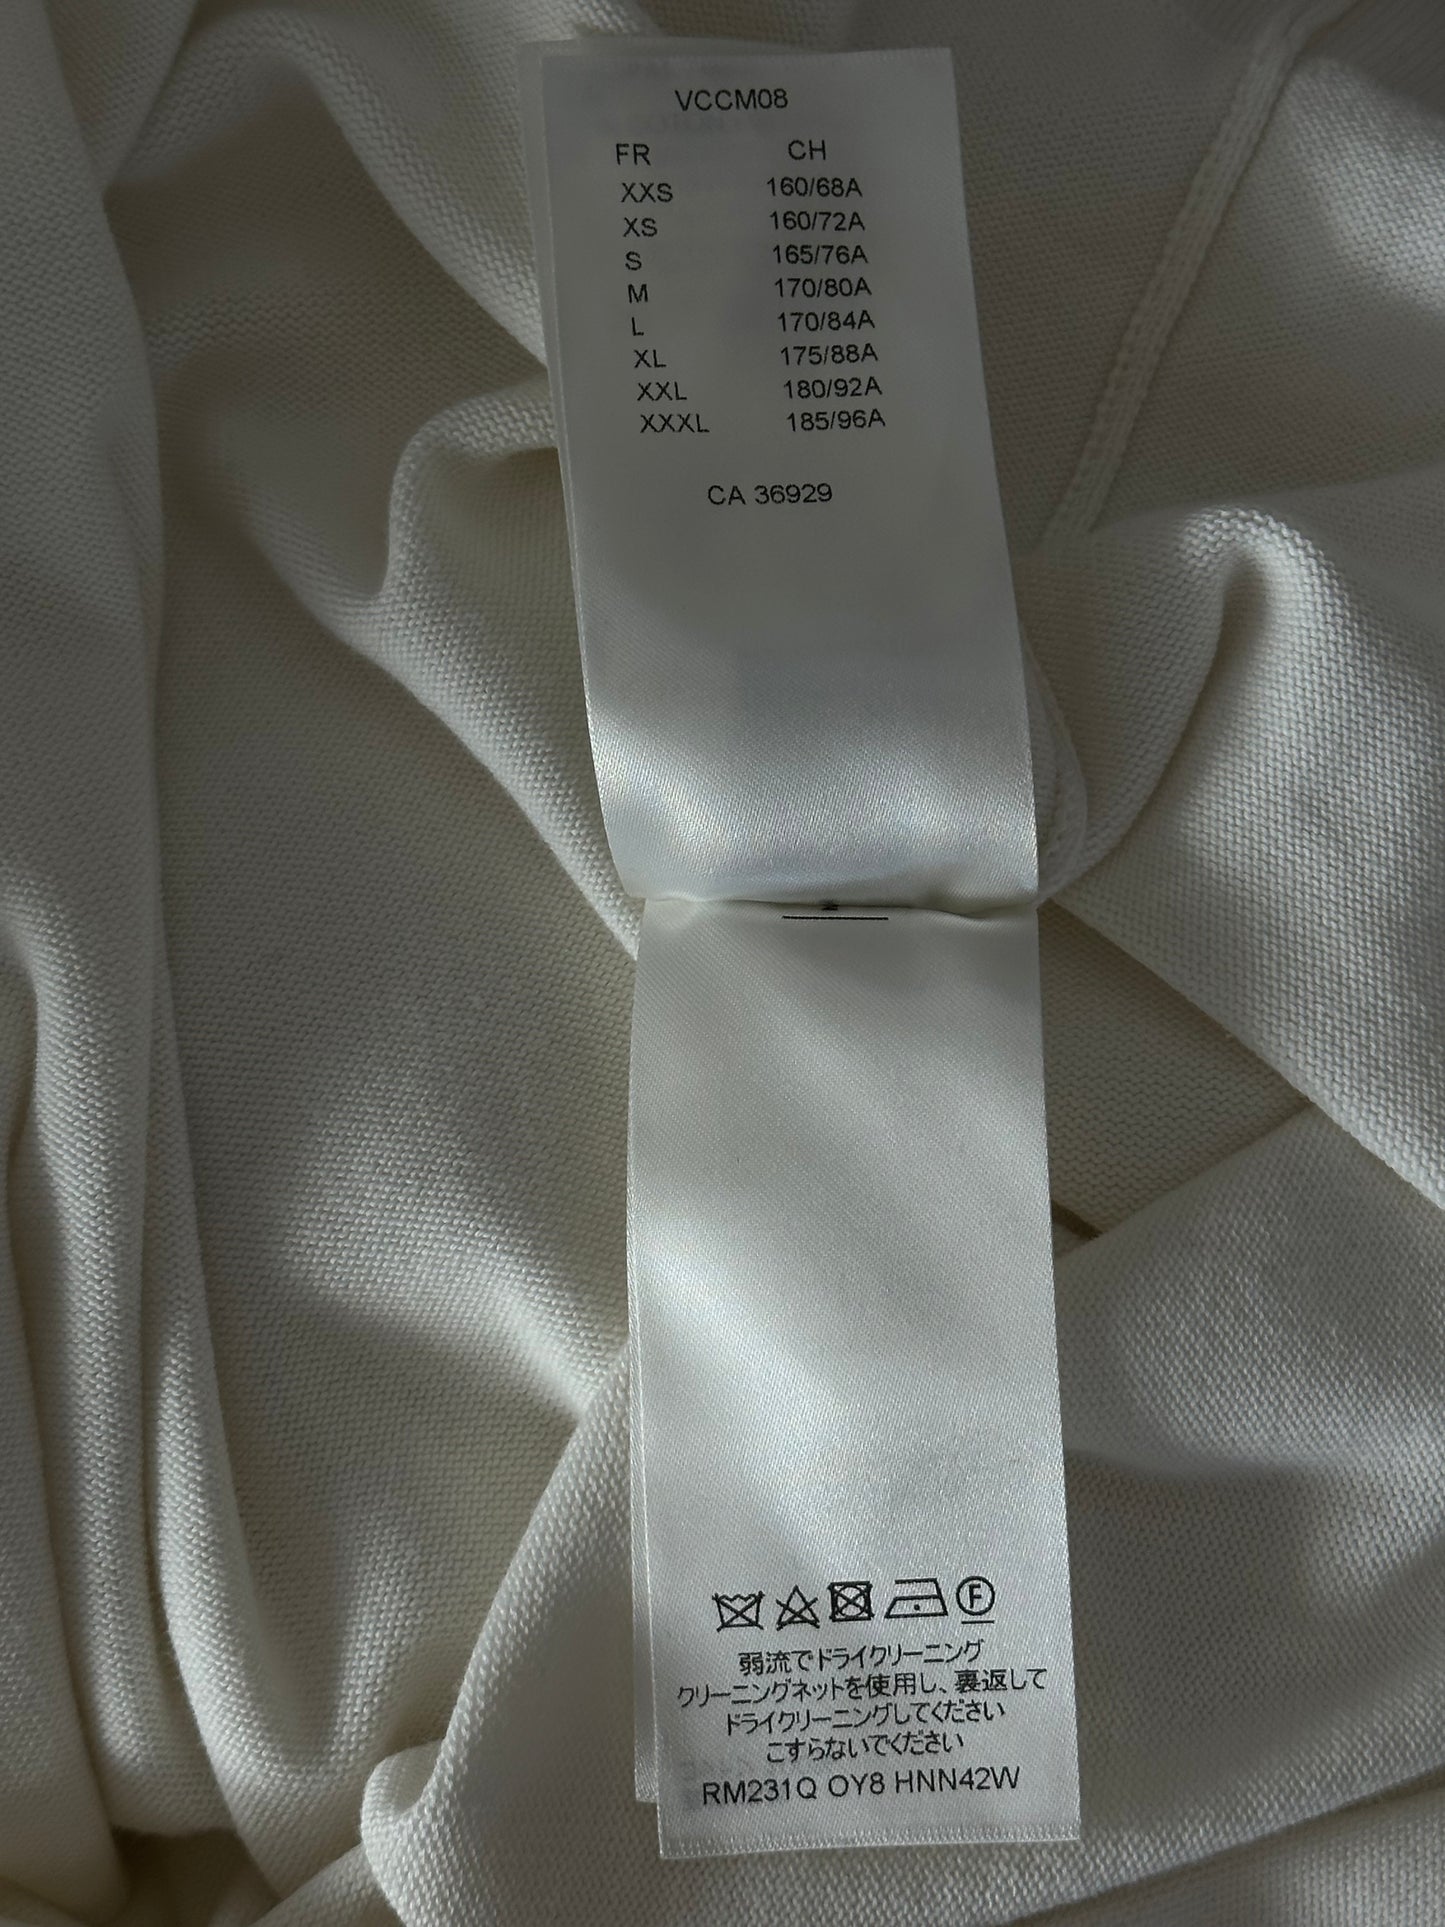 VCCM08
FR CH
XXS 160/68A
XS 160/72A
S 165/76A
M 170/80A
L 170/84A
XL 175/88A
XXL 180/92A
XXXL 185/96A
CA 36929
F
弱流でドライクリーニング
クリーニングネットを使用し、裏返して
ドライクリーニングしてください
こすらないでください
RM231Q OY8 HNN42W